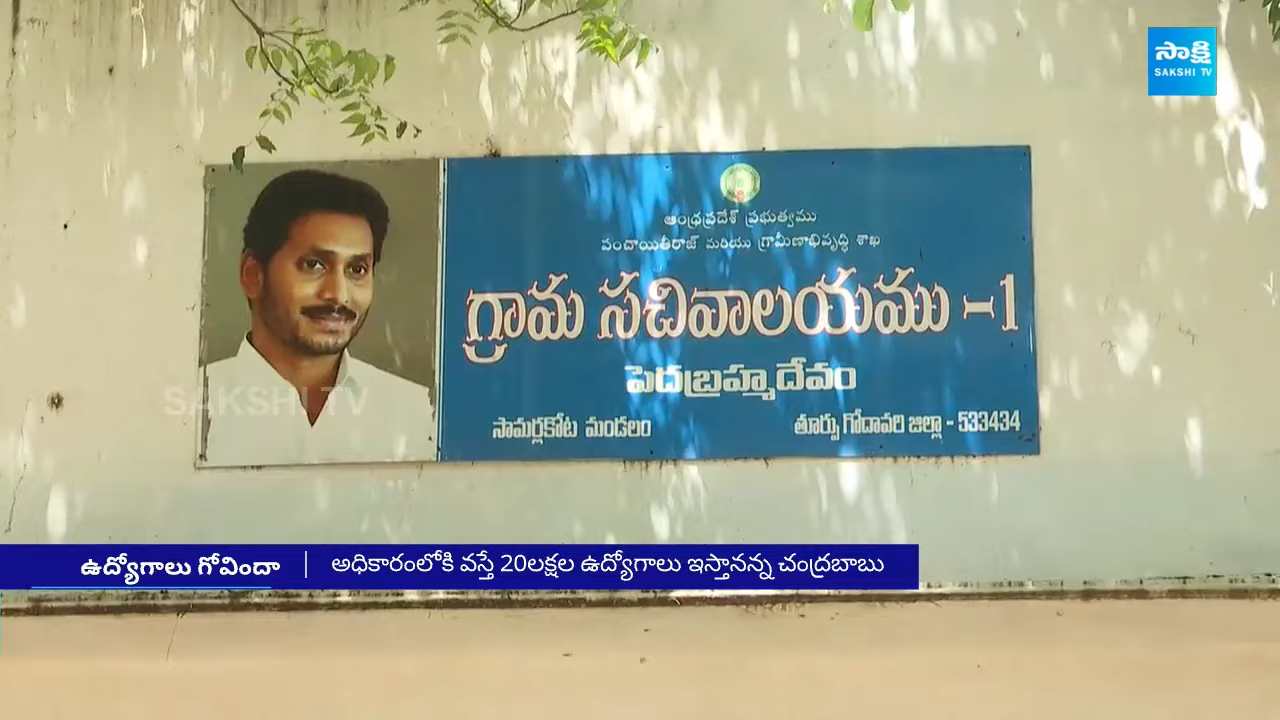 సాక్షి
SAKSHI TV
ఆంధ్రప్రదేశ్ ప్రభుత్వము
పంచాయితీరాజ్ మరియు గ్రామీణాభివృద్ధి శాఖ
గ్రామ సచివాలయము -1
పెదబ్రహ్మదేవం
సామర్లకోట మండలం
తూర్పు గోదావరి జిల్లా - 533434
SAKSHI TV
ఉద్యోగాలు గోవిందా | అధికారంలోకి వస్తే 20లక్షల ఉద్యోగాలు ఇస్తానన్న చంద్రబాబు